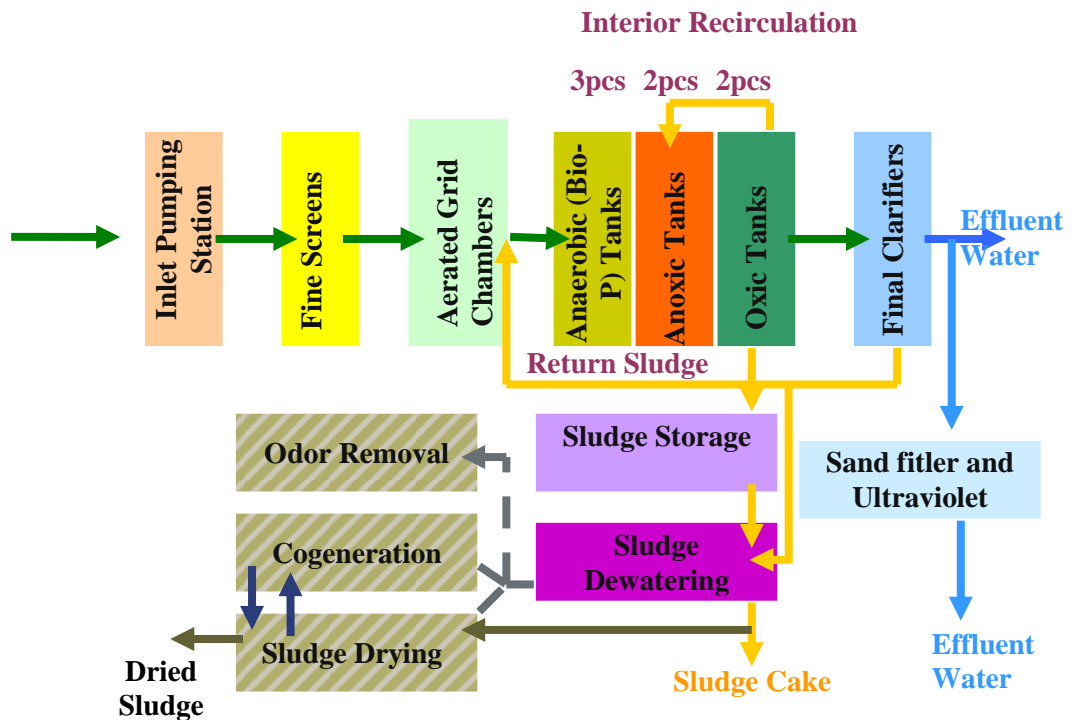 Interior Recirculation
3pcs 2pcs 2pcs
Inlet Pumping
Station
Fine Screens
Aerated Grid
Chambers
Anaerobic (Bio-
P) Tanks
Anoxic Tanks
Oxic Tanks
Final Clarifiers
Effluent
Water
Return Sludge
Odor Removal
Sludge Storage
Sand fitler and
Ultraviolet
Cogeneration
Sludge
Dewatering
Sludge Drying
Dried
Sludge
Sludge Cake
Effluent
Water